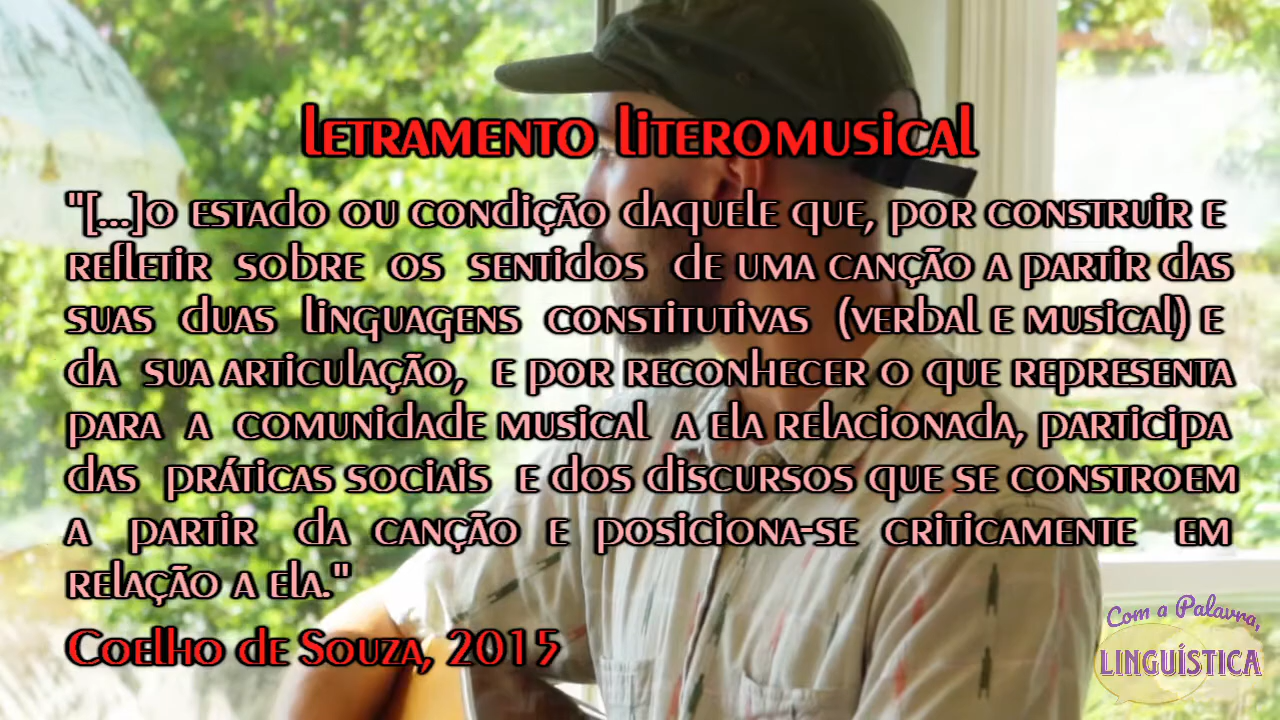 letramento literomusical
"[...]o estado ou condição daquele que, por construir e
refletir sobre os sentidos de uma canção a partir das
suas duas linguagens constitutivas (verbal e musical) e
da sua articulação, e por reconhecer o que representa
para a comunidade musical a ela relacionada, participa
das práticas sociais e dos discursos que se constroem
a partir da canção e posiciona-se criticamente em
relação a ela."
Coelho de Souza, 2015
Com a Palavra,
LINGUÍSTICA